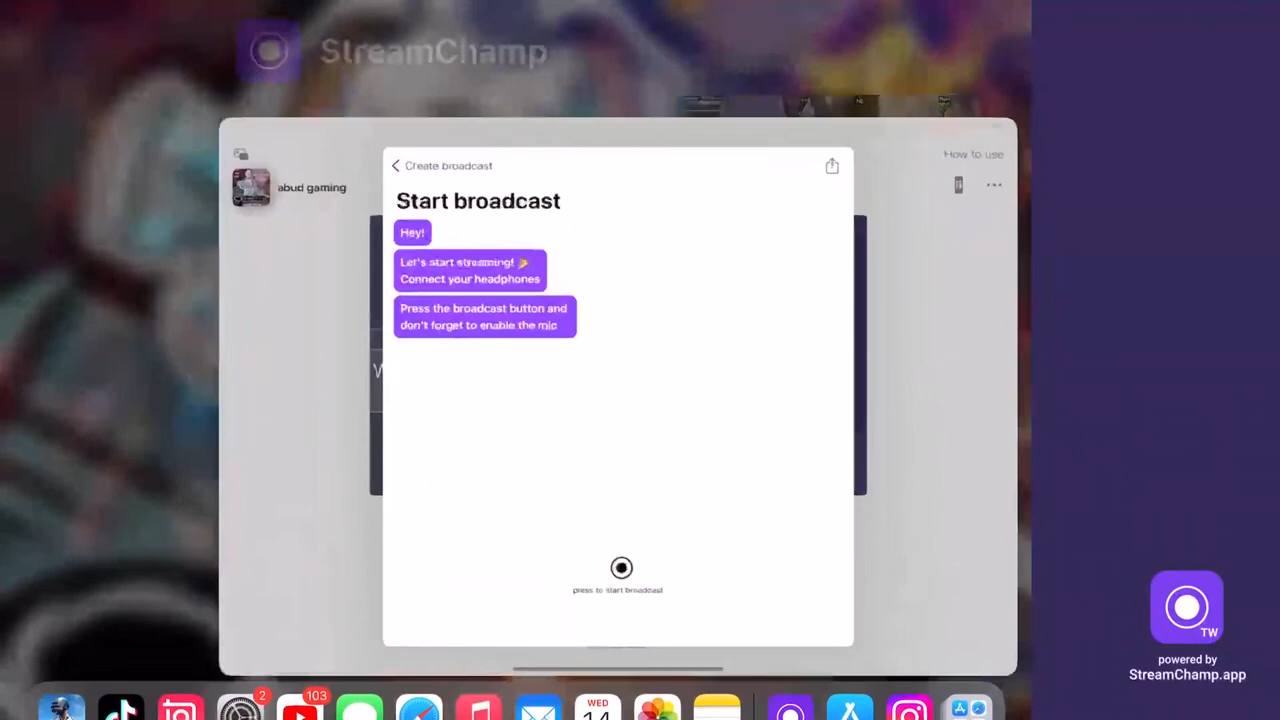 StreamChamp
How to use
abud gaming
Create broadcast
Start broadcast
Hey!
Let's start streaming! 🎉
Connect your headphones
Press the broadcast button and
don't forget to enable the mic
W
press to start broadcast
TW
powered by
StreamChamp.app
2
103
WED
14